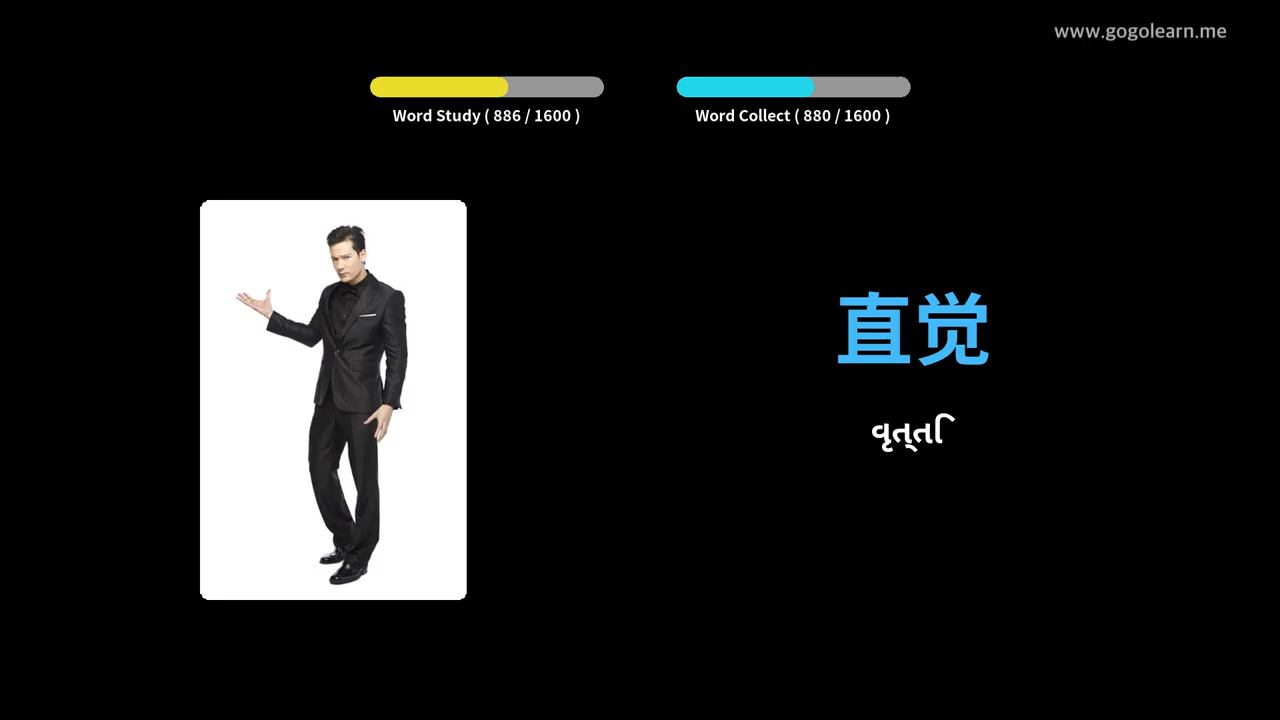 www.gogolearn.me
Word Study ( 886 / 1600 )
Word Collect ( 880 / 1600 )
直觉
વૃત્તિ